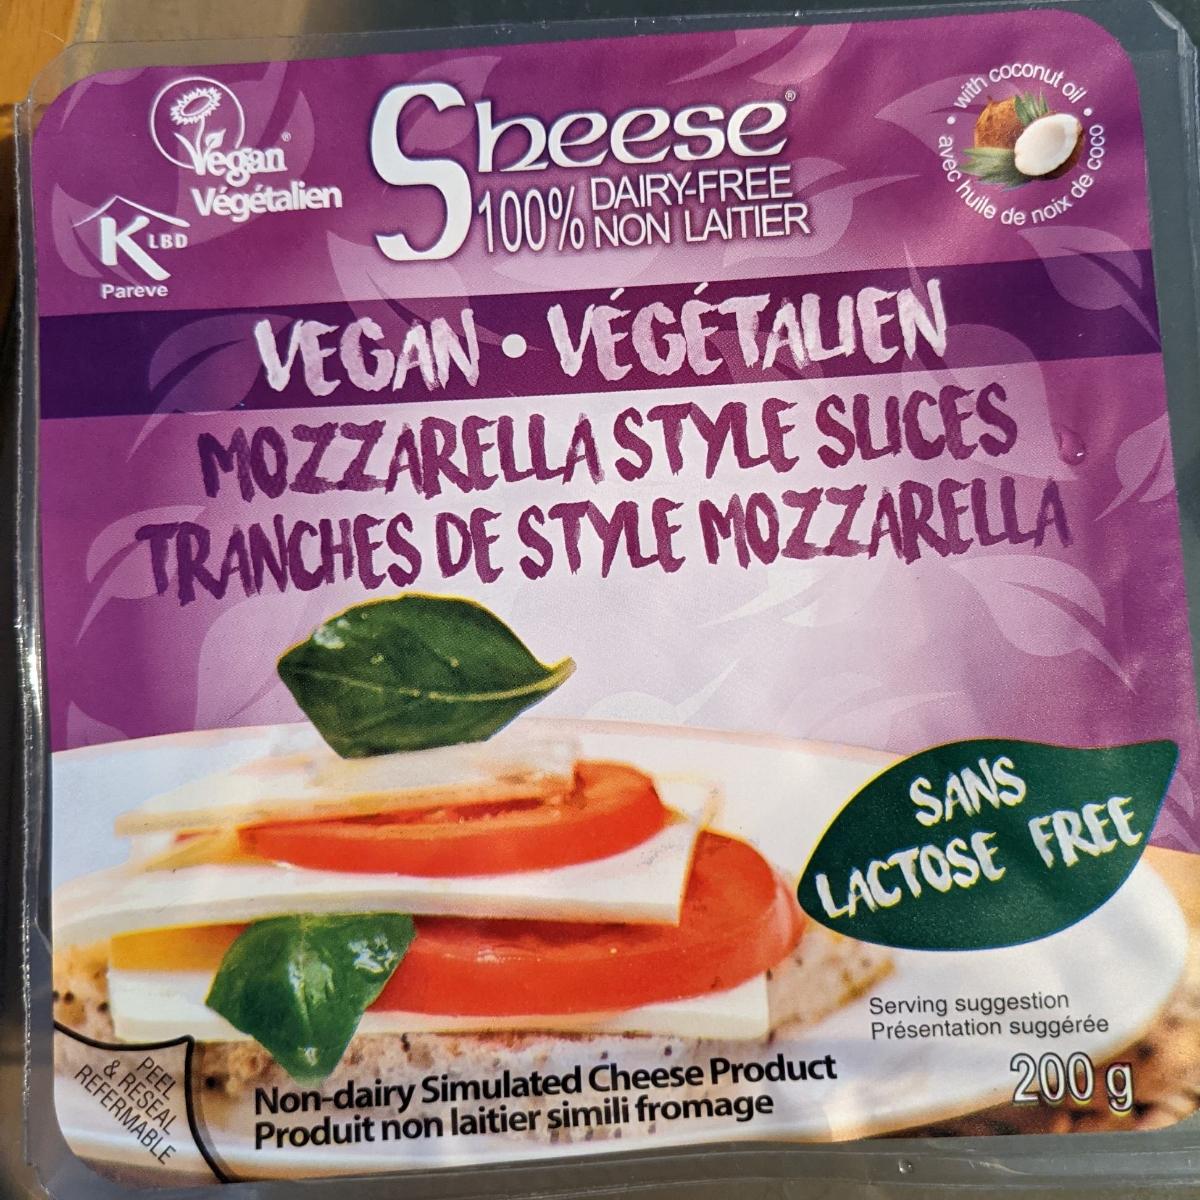 Vegan
Végétalien
K LBD
Pareve
Sheese®
100% DAIRY-FREE
NON LAITIER
• with coconut oil •
avec huile de noix de coco
VEGAN • VÉGÉTALIEN
MOZZARELLA STYLE SLICES
TRANCHES DE STYLE MOZZARELLA
SANS
LACTOSE FREE
Serving suggestion
Présentation suggérée
200 g
PEEL
& RESEAL
REFERMABLE
Non-dairy Simulated Cheese Product
Produit non laitier simili fromage